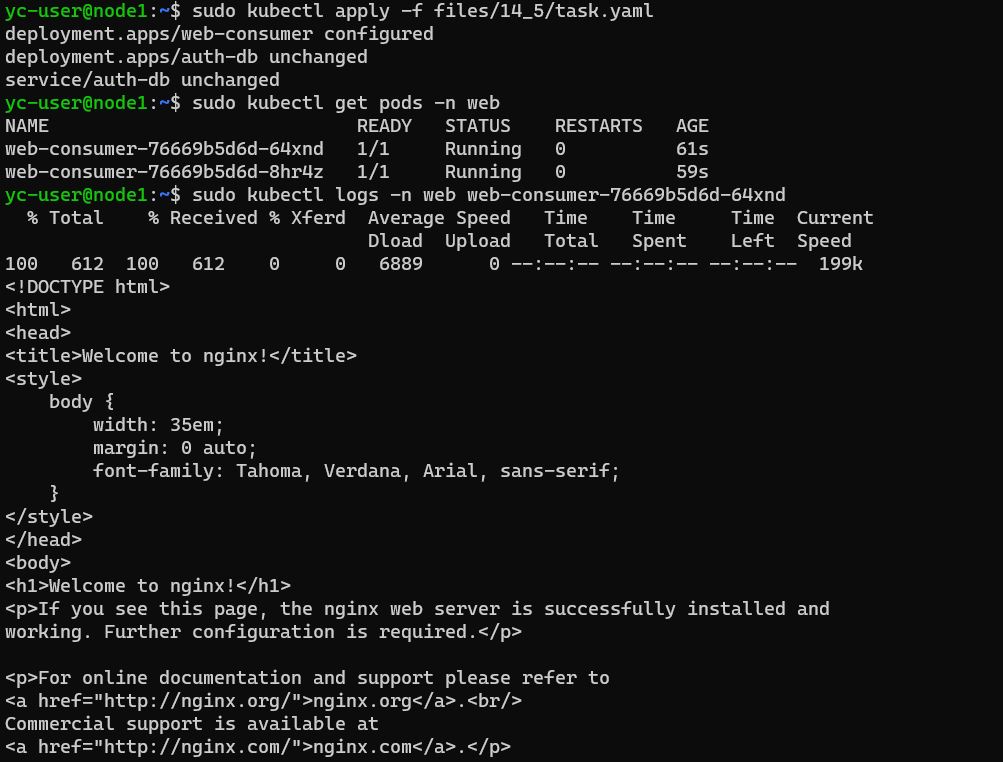 yc-user@node1:~$ sudo kubectl apply -f files/14_5/task.yaml
deployment.apps/web-consumer configured
deployment.apps/auth-db unchanged
service/auth-db unchanged
yc-user@node1:~$ sudo kubectl get pods -n web
NAME                            READY   STATUS    RESTARTS   AGE
web-consumer-76669b5d6d-64xnd   1/1     Running   0          61s
web-consumer-76669b5d6d-8hr4z   1/1     Running   0          59s
yc-user@node1:~$ sudo kubectl logs -n web web-consumer-76669b5d6d-64xnd
  % Total    % Received % Xferd  Average Speed   Time    Time     Time  Current
                                 Dload  Upload   Total   Spent    Left  Speed
100   612  100   612    0     0   6889      0 --:--:-- --:--:-- --:--:--  199k
<!DOCTYPE html>
<html>
<head>
<title>Welcome to nginx!</title>
<style>
    body {
        width: 35em;
        margin: 0 auto;
        font-family: Tahoma, Verdana, Arial, sans-serif;
    }
</style>
</head>
<body>
<h1>Welcome to nginx!</h1>
<p>If you see this page, the nginx web server is successfully installed and
working. Further configuration is required.</p>

<p>For online documentation and support please refer to
<a href="http://nginx.org/">nginx.org</a>.<br/>
Commercial support is available at
<a href="http://nginx.com/">nginx.com</a>.</p>